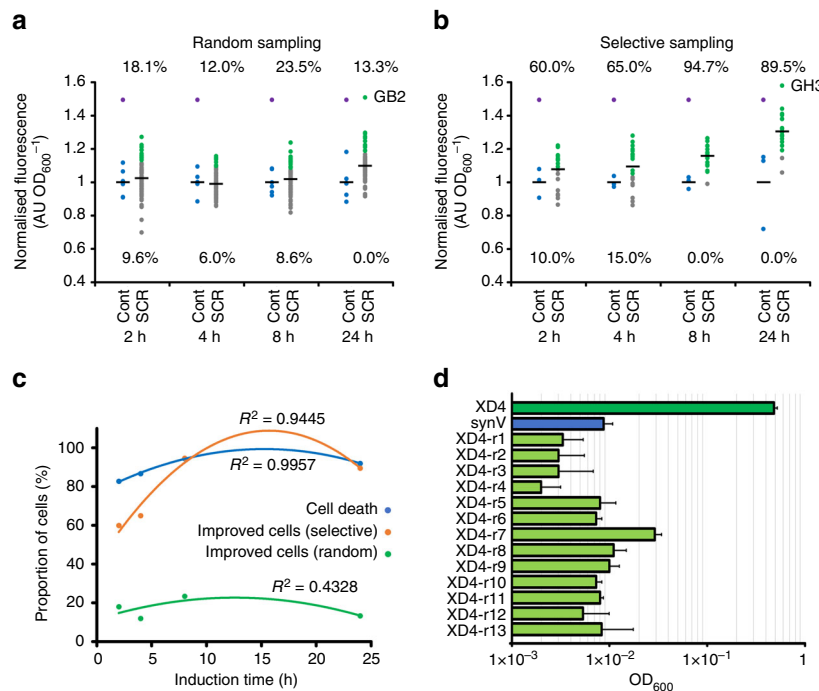 a
Random sampling
18.1% 12.0% 23.5% 13.3%
1.6
1.4
1.2
1
0.8
0.6
0.4
Normalised fluorescence
(AU OD600−1)
GB2
9.6% 6.0% 8.6% 0.0%
Cont SCR Cont SCR Cont SCR Cont SCR
2 h 4 h 8 h 24 h
b
Selective sampling
60.0% 65.0% 94.7% 89.5%
1.6
1.4
1.2
1
0.8
0.6
0.4
Normalised fluorescence
(AU OD600−1)
GH3
10.0% 15.0% 0.0% 0.0%
Cont SCR Cont SCR Cont SCR Cont SCR
2 h 4 h 8 h 24 h
c
Proportion of cells (%)
100
80
60
40
20
0
R2 = 0.9445
R2 = 0.9957
Cell death
Improved cells (selective)
Improved cells (random)
R2 = 0.4328
0 5 10 15 20 25
Induction time (h)
d
XD4
synV
XD4-r1
XD4-r2
XD4-r3
XD4-r4
XD4-r5
XD4-r6
XD4-r7
XD4-r8
XD4-r9
XD4-r10
XD4-r11
XD4-r12
XD4-r13
1×10−3 1×10−2 1×10−1 1
OD600